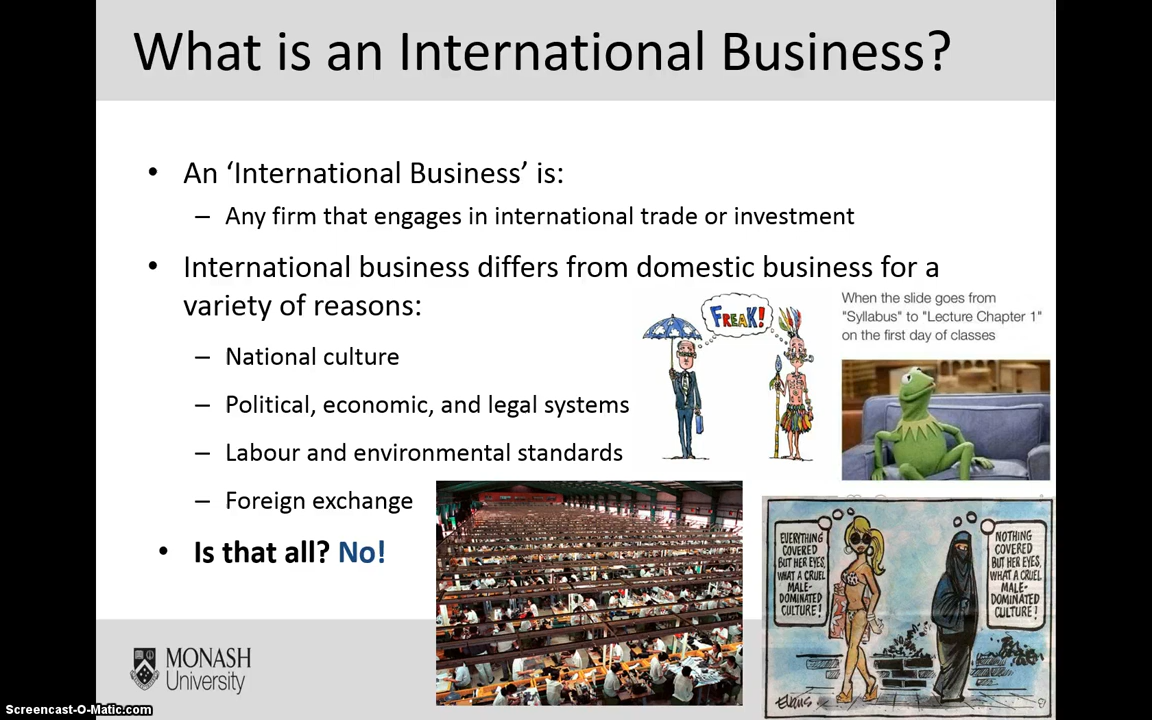 What is an International Business?
• An ‘International Business’ is:
– Any firm that engages in international trade or investment
• International business differs from domestic business for a
variety of reasons:
– National culture
– Political, economic, and legal systems
– Labour and environmental standards
– Foreign exchange
• Is that all? No!
FREAK!
When the slide goes from
"Syllabus" to "Lecture Chapter 1"
on the first day of classes
EVERYTHING
COVERED
BUT HER EYES,
WHAT A CRUEL
MALE-
DOMINATED
CULTURE!
NOTHING
COVERED
BUT HER EYES,
WHAT A CRUEL
MALE-
DOMINATED
CULTURE!
Evans
MONASH
University
Screencast-O-Matic.com